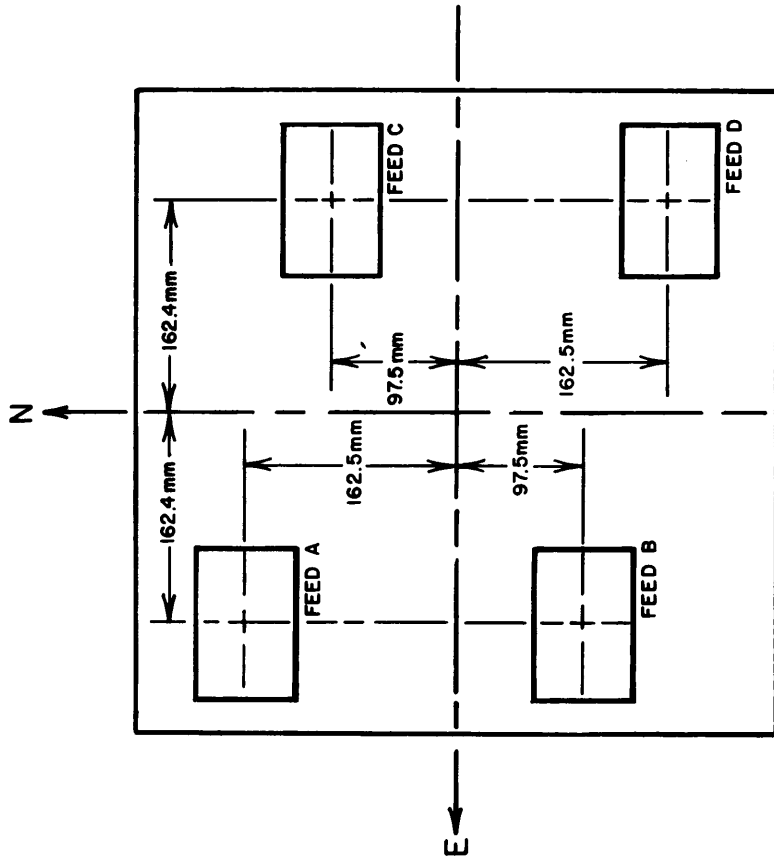 N
162.4mm
162.4mm
FEED C
97.5mm
162.5mm
FEED A
162.5mm
97.5mm
FEED B
FEED D
E